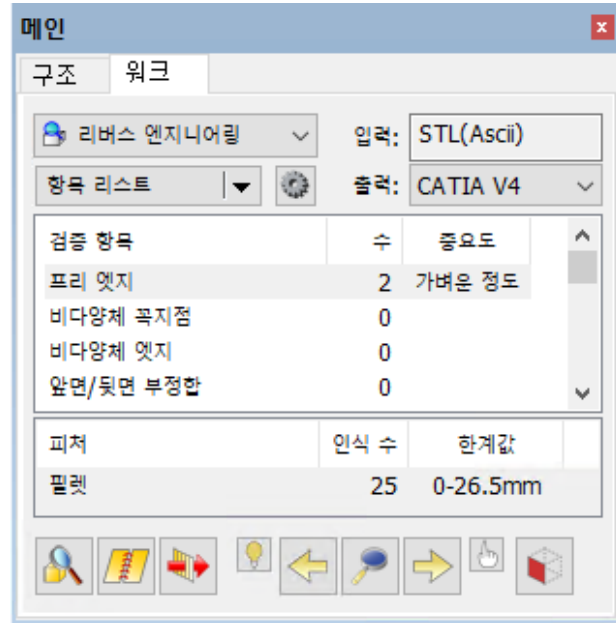 메인
구조 워크
리버스 엔지니어링 입력: STL(Ascii)
항목 리스트 출력: CATIA V4
검증 항목 수 중요도
프리 엣지 2 가벼운 정도
비다양체 꼭지점 0
비다양체 엣지 0
앞면/뒷면 부정합 0
피처 인식 수 한계값
필렛 25 0-26.5mm